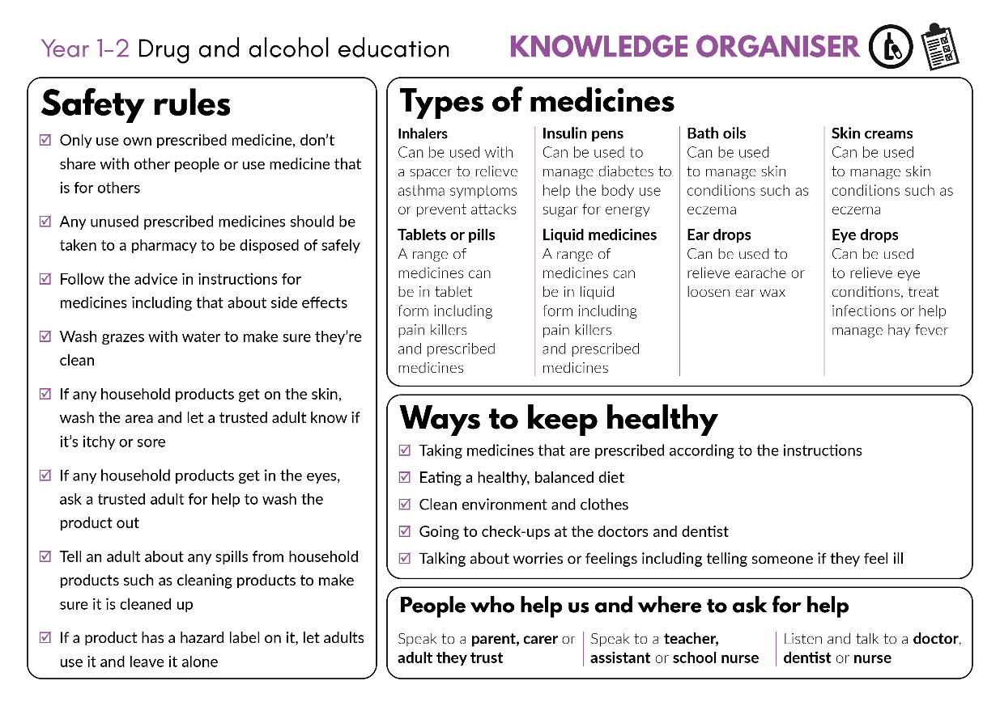 Year 1-2 Drug and alcohol education
KNOWLEDGE ORGANISER
Safety rules
Only use own prescribed medicine, don't
share with other people or use medicine that
is for others
Any unused prescribed medicines should be
taken to a pharmacy to be disposed of safely
Follow the advice in instructions for
medicines including that about side effects
Wash grazes with water to make sure they're
clean
If any household products get on the skin,
wash the area and let a trusted adult know if
it's itchy or sore
If any household products get in the eyes,
ask a trusted adult for help to wash the
product out
Tell an adult about any spills from household
products such as cleaning products to make
sure it is cleaned up
If a product has a hazard label on it, let adults
use it and leave it alone
Types of medicines
Inhalers
Can be used with
a spacer to relieve
asthma symptoms
or prevent attacks
Insulin pens
Can be used to
manage diabetes to
help the body use
sugar for energy
Bath oils
Can be used
to manage skin
conditions such as
eczema
Skin creams
Can be used
to manage skin
conditions such as
eczema
Tablets or pills
A range of
medicines can
be in tablet
form including
pain killers
and prescribed
medicines
Liquid medicines
A range of
medicines can
be in liquid
form including
pain killers
and prescribed
medicines
Ear drops
Can be used to
relieve earache or
loosen ear wax
Eye drops
Can be used
to relieve eye
conditions, treat
infections or help
manage hay fever
Ways to keep healthy
Taking medicines that are prescribed according to the instructions
Eating a healthy, balanced diet
Clean environment and clothes
Going to check-ups at the doctors and dentist
Talking about worries or feelings including telling someone if they feel ill
People who help us and where to ask for help
Speak to a parent, carer or
adult they trust
Speak to a teacher,
assistant or school nurse
Listen and talk to a doctor,
dentist or nurse